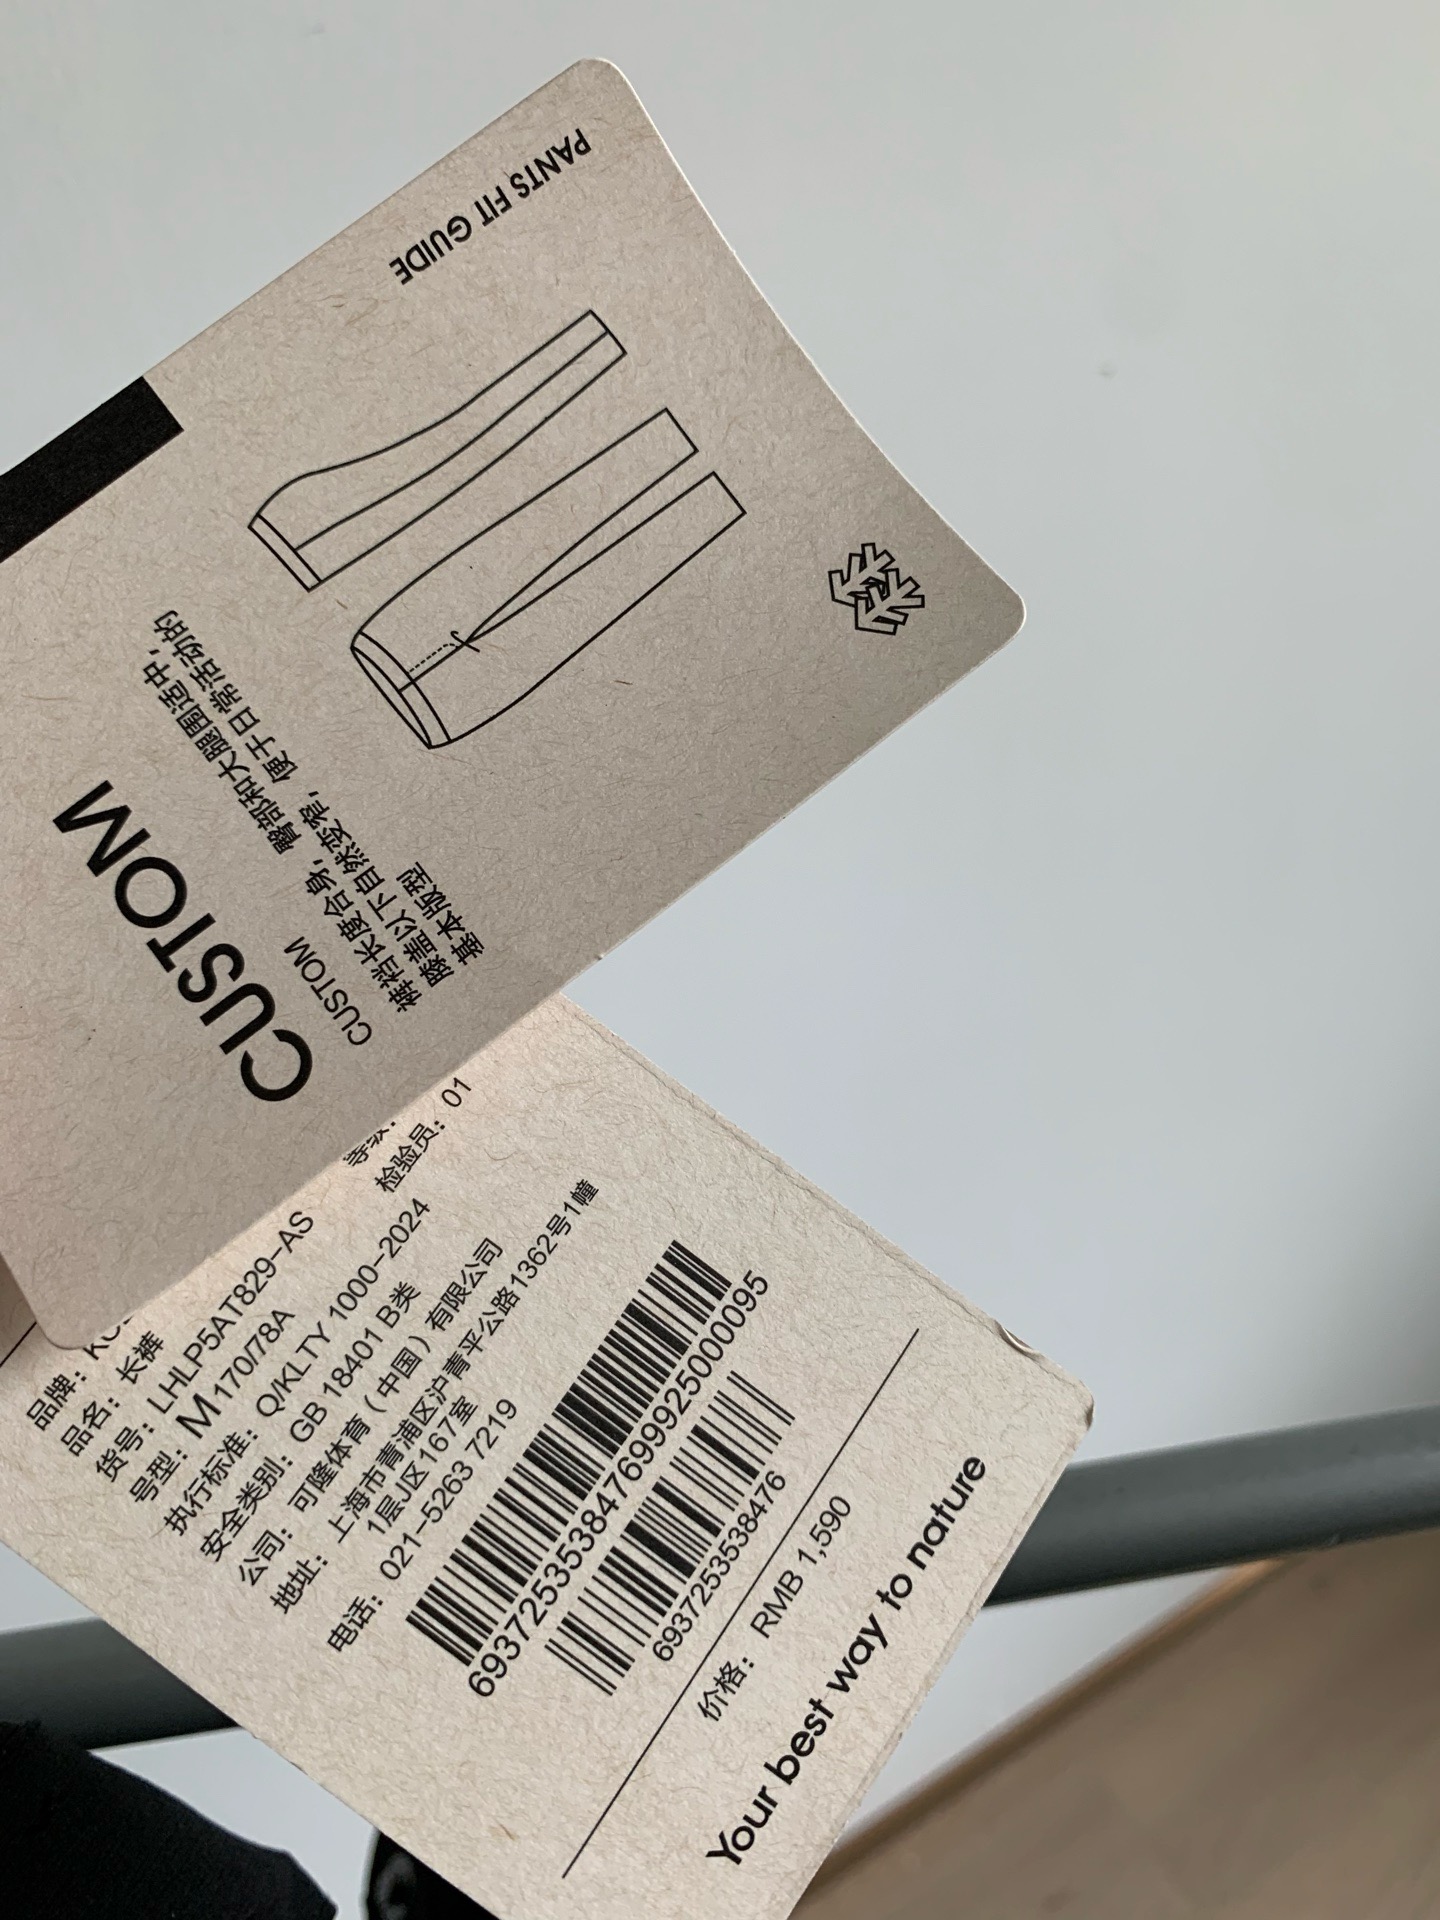 PANTS FIT GUIDE
CUSTOM
CUSTOM
裤裆长度合身，臀部和大腿围适中，
膝盖以下自然变窄，便于日常活动的
基本版型
品牌：
品名：长裤
货号：LHLP5AT829-AS
号型：M 170/78A
检验员：01
执行标准：Q/KLTY 1000-2024
安全类别：GB 18401 B类
公司：可隆体育（中国）有限公司
地址：上海市青浦区沪青平公路1362号1幢
1层J区167室
电话：021-5263 7219
69372535384769992500095
6937253538476
价格：RMB 1,590
Your best way to nature